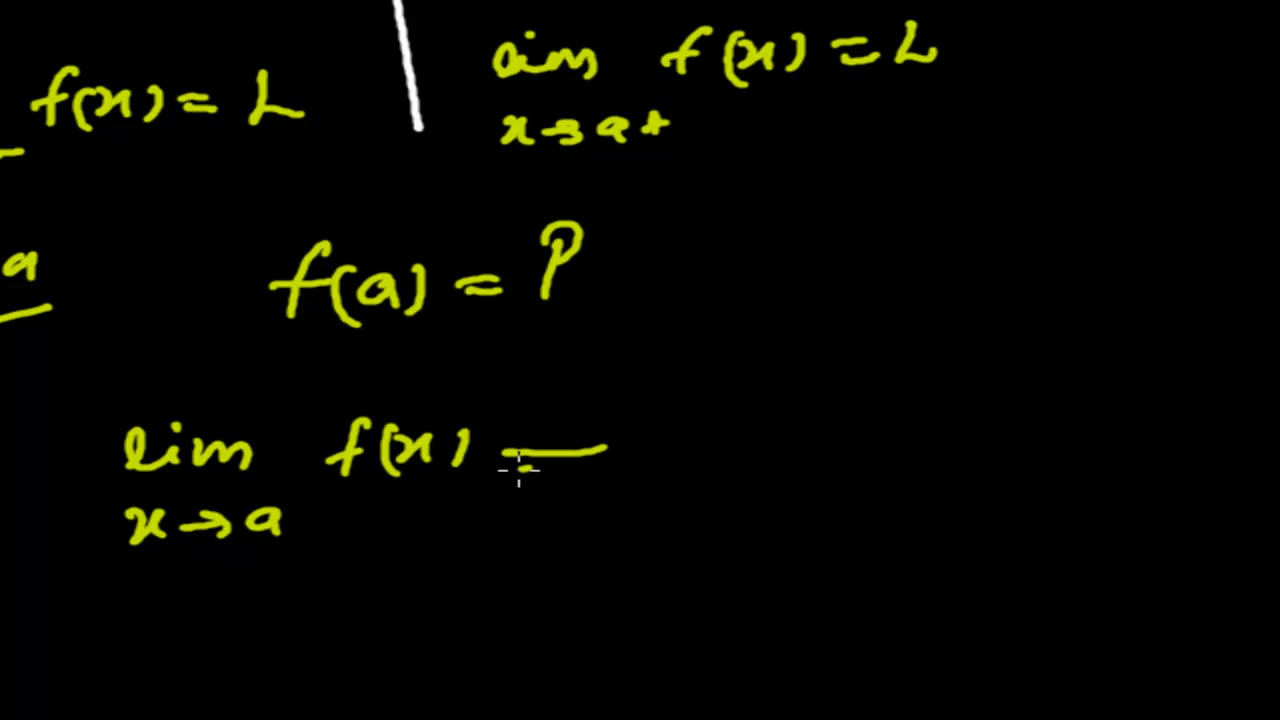 f(x) = L
lim f(x) = L
x→a+
a
f(a) = P
lim f(x) =
x→a